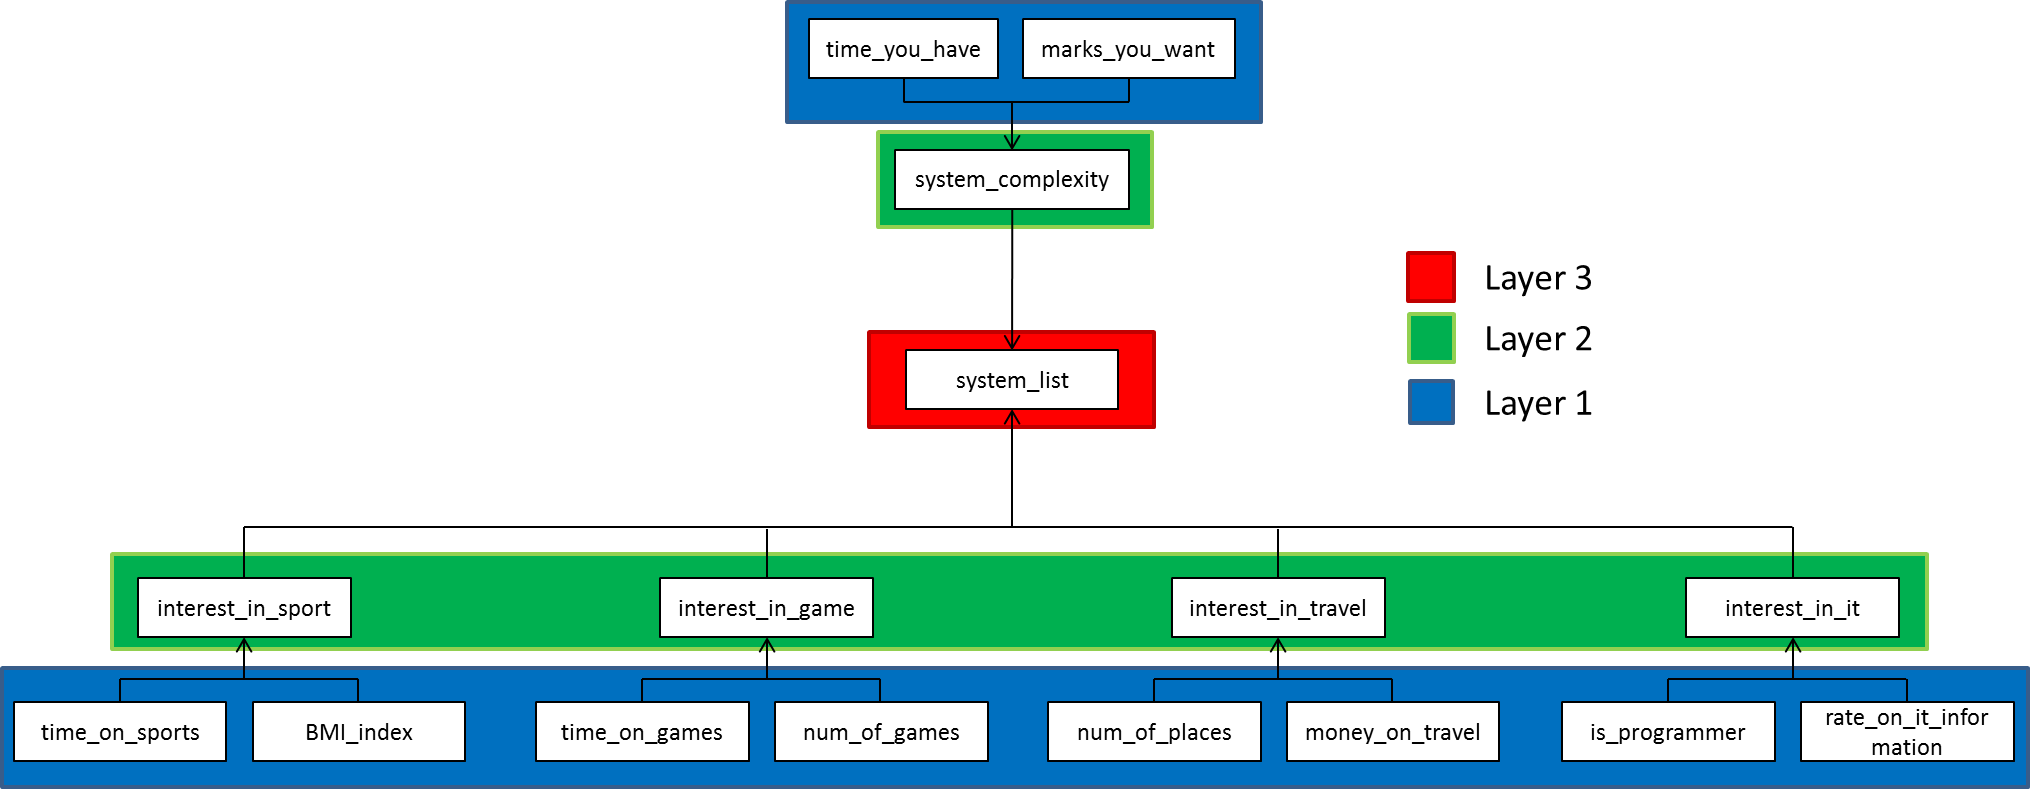 time_you_have
marks_you_want
system_complexity
Layer 3
Layer 2
system_list
Layer 1
interest_in_sport
interest_in_game
interest_in_travel
interest_in_it
time_on_sports
BMI_index
time_on_games
num_of_games
num_of_places
money_on_travel
is_programmer
rate_on_it_infor
mation